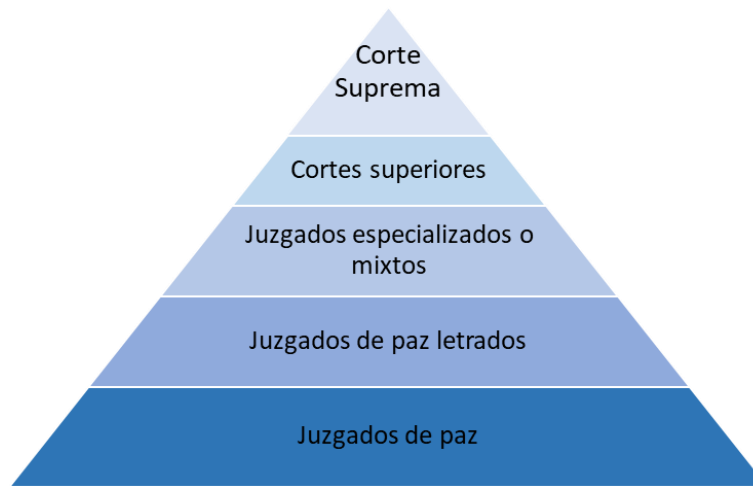 Corte
Suprema
Cortes superiores
Juzgados especializados o
mixtos
Juzgados de paz letrados
Juzgados de paz